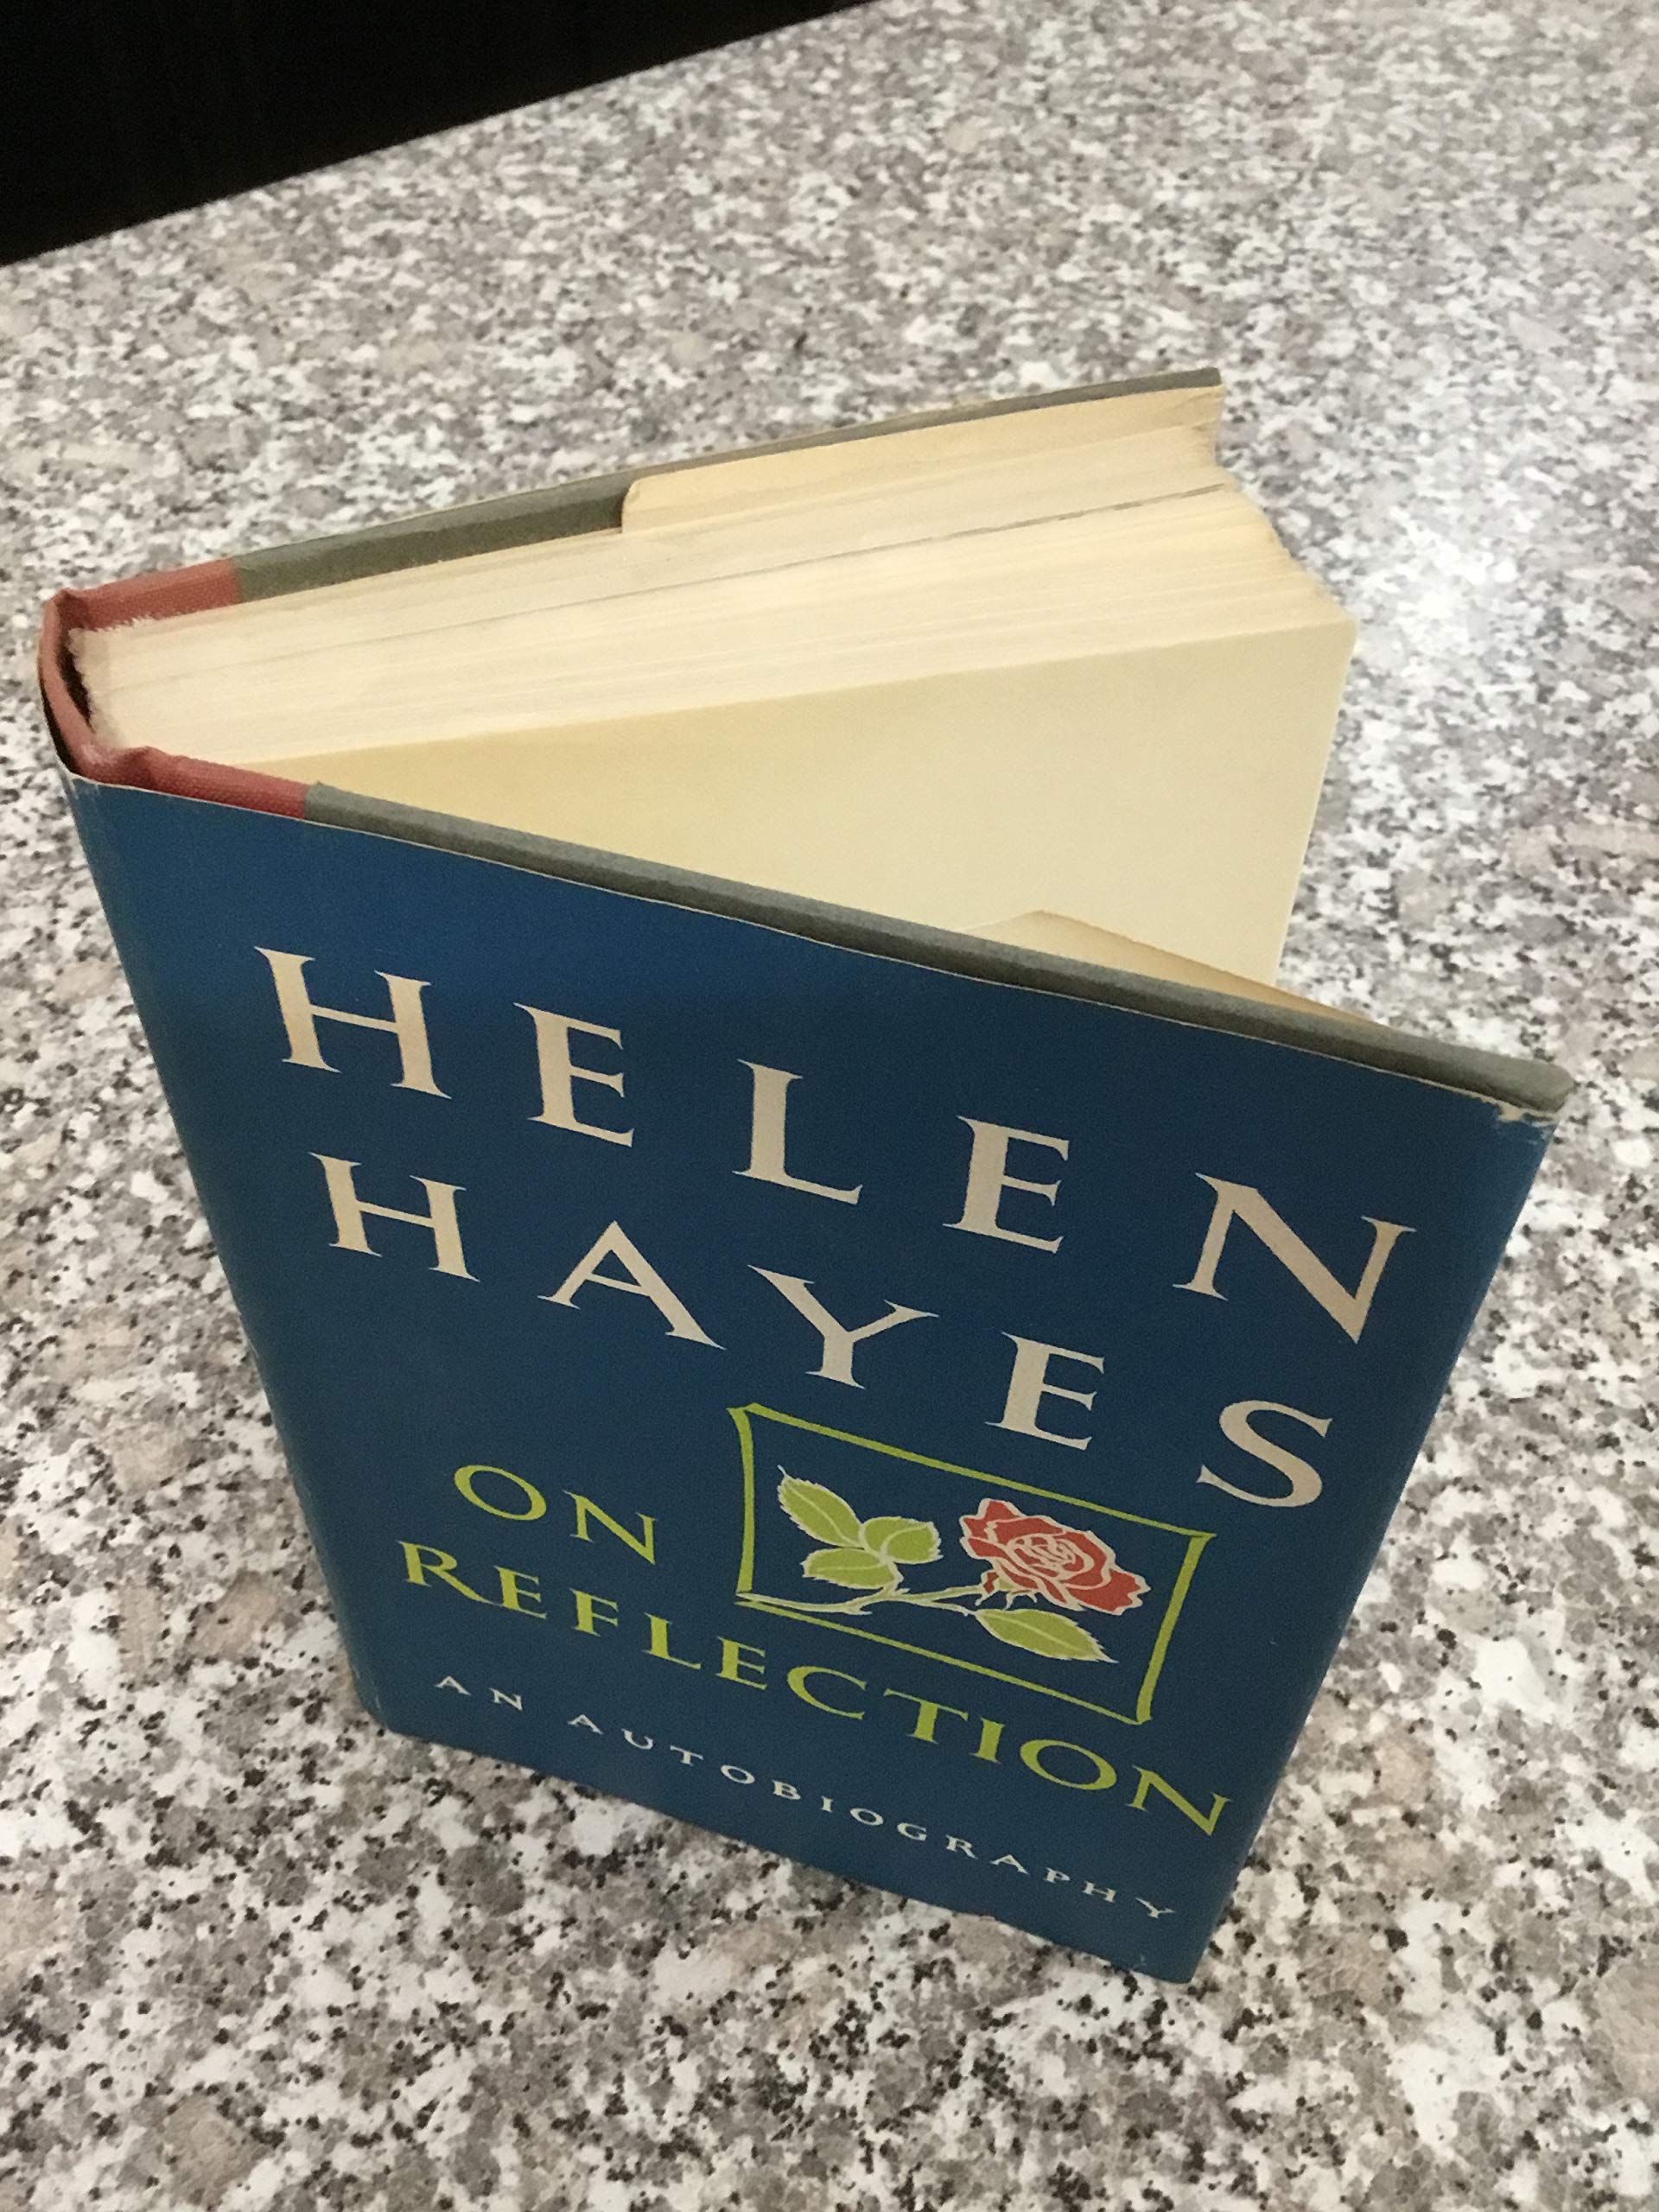 HELEN
HAYES
ON
REFLECTION
AN AUTOBIOGRAPHY